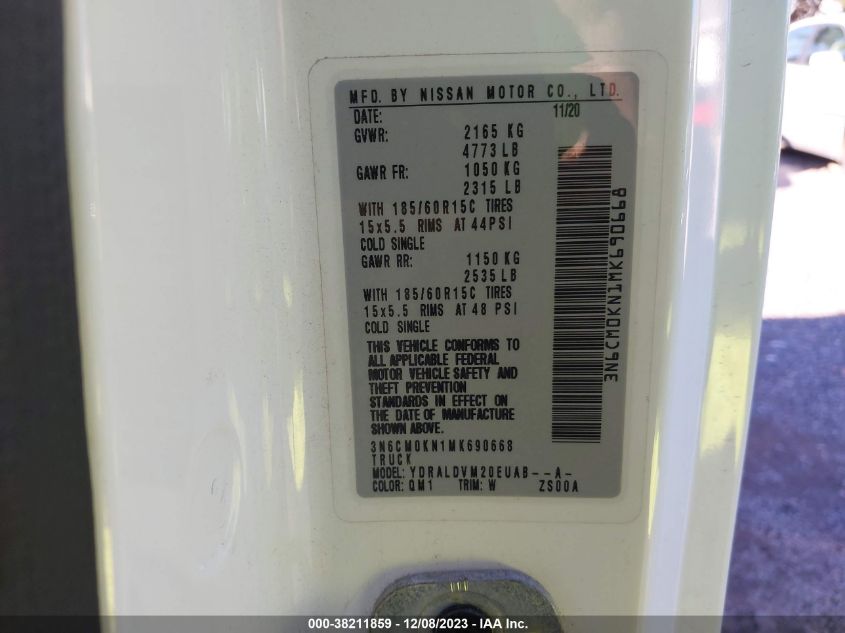 MFD. BY NISSAN MOTOR CO., LTD.
DATE: 11/20
GVWR: 2165 KG
4773 LB
GAWR FR: 1050 KG
2315 LB
WITH 185/60R15C TIRES
15x5.5 RIMS AT 44PSI
COLD SINGLE
GAWR RR: 1150 KG
2535 LB
WITH 185/60R15C TIRES
15x5.5 RIMS AT 48 PSI
COLD SINGLE
THIS VEHICLE CONFORMS TO
ALL APPLICABLE FEDERAL
MOTOR VEHICLE SAFETY AND
THEFT PREVENTION
STANDARDS IN EFFECT ON
THE DATE OF MANUFACTURE
SHOWN ABOVE.
3N6CM0KN1MK690668
TRUCK
MODEL: YDRALDVM20EUAB--A-
COLOR: QM1 TRIM: W ZS00A
3N6CM0KN1MK690668
000-38211859 - 12/08/2023 - IAA Inc.